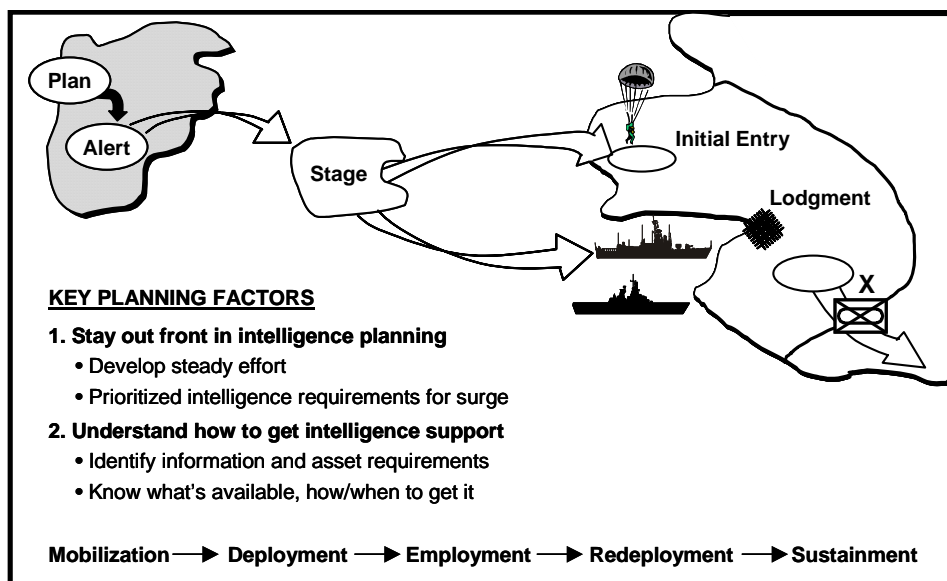 Plan
Alert
Stage
Initial Entry
Lodgment
X
KEY PLANNING FACTORS
1. Stay out front in intelligence planning
• Develop steady effort
• Prioritized intelligence requirements for surge
2. Understand how to get intelligence support
• Identify information and asset requirements
• Know what's available, how/when to get it
Mobilization Deployment Employment Redeployment Sustainment